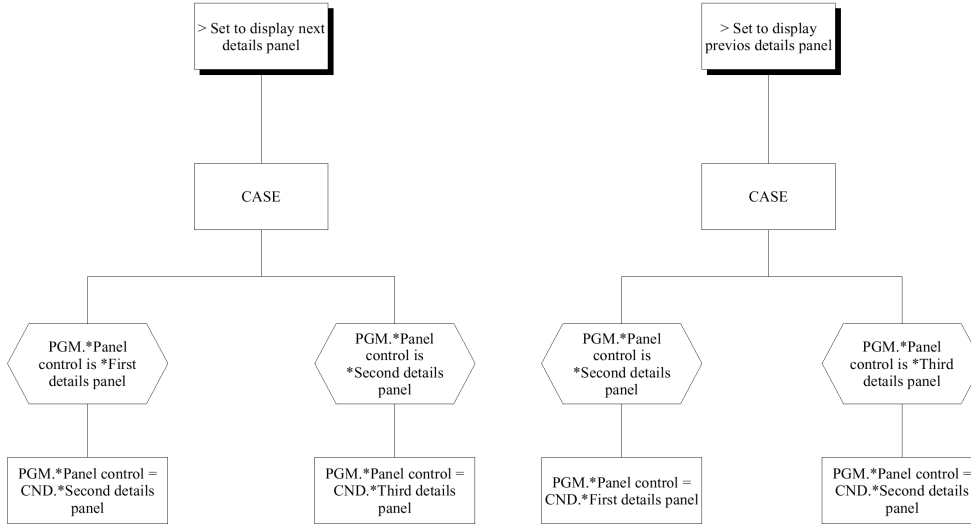 > Set to display next
details panel
> Set to display
previos details panel
CASE
CASE
PGM.*Panel
control is *First
details panel
PGM.*Panel
control is
*Second details
panel
PGM.*Panel
control is
*Second details
panel
PGM.*Panel
control is *Third
details panel
PGM.*Panel control =
CND.*Second details
panel
PGM.*Panel control =
CND.*Third details
panel
PGM.*Panel control =
CND.*First details panel
PGM.*Panel control =
CND.*Second details
panel